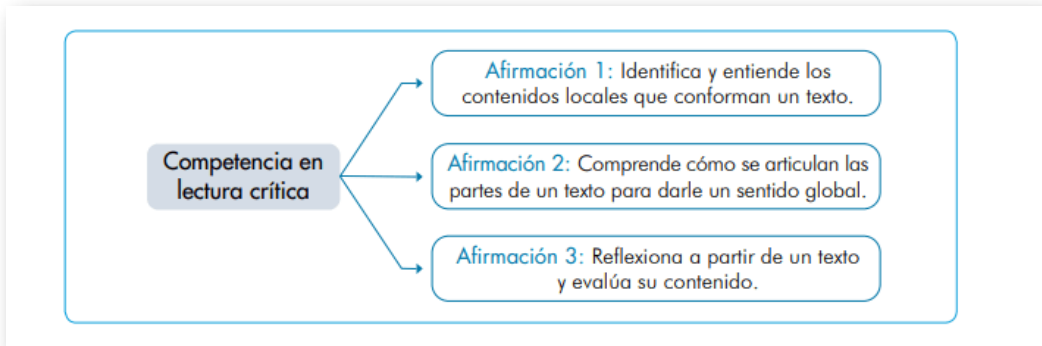 Competencia en
lectura crítica
Afirmación 1: Identifica y entiende los
contenidos locales que conforman un texto.
Afirmación 2: Comprende cómo se articulan las
partes de un texto para darle un sentido global.
Afirmación 3: Reflexiona a partir de un texto
y evalúa su contenido.